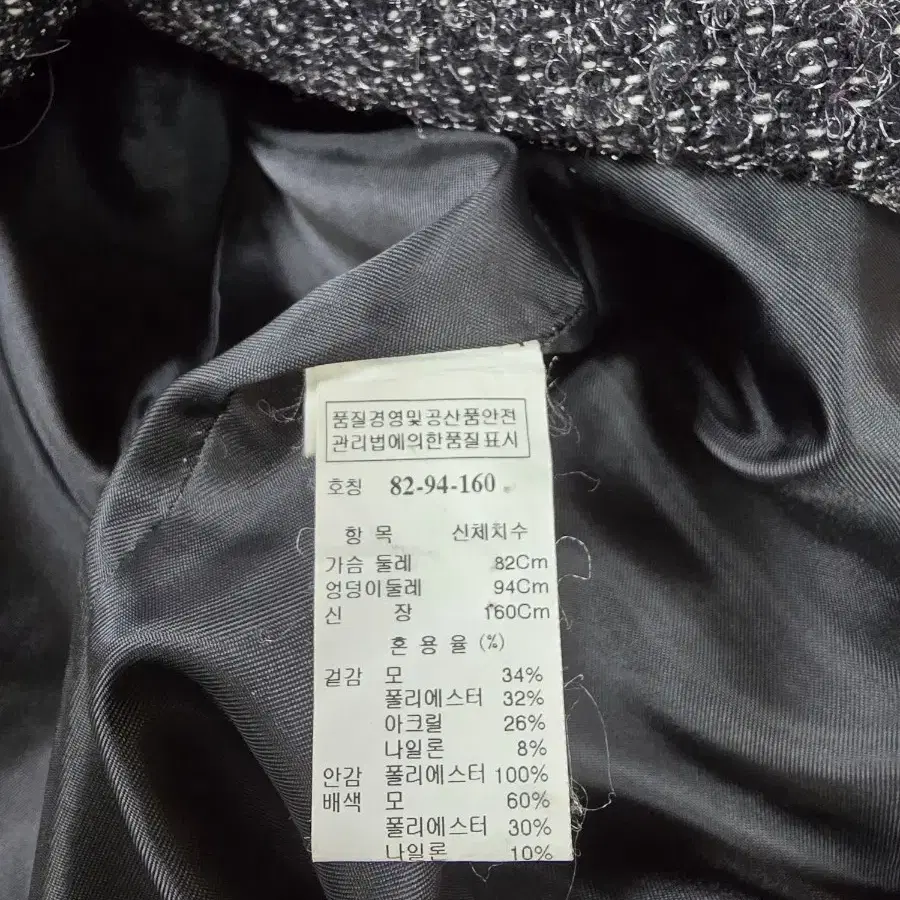 품질경영및공산품안전
관리법에의한품질표시
호칭 82-94-160
항 목 신체치수
가슴 둘레 82Cm
엉덩이둘레 94Cm
신 장 160Cm
혼 용 율 (%)
겉감 모 34%
폴리에스터 32%
아크릴 26%
나일론 8%
안감 폴리에스터 100%
배색 모 60%
폴리에스터 30%
나일론 10%